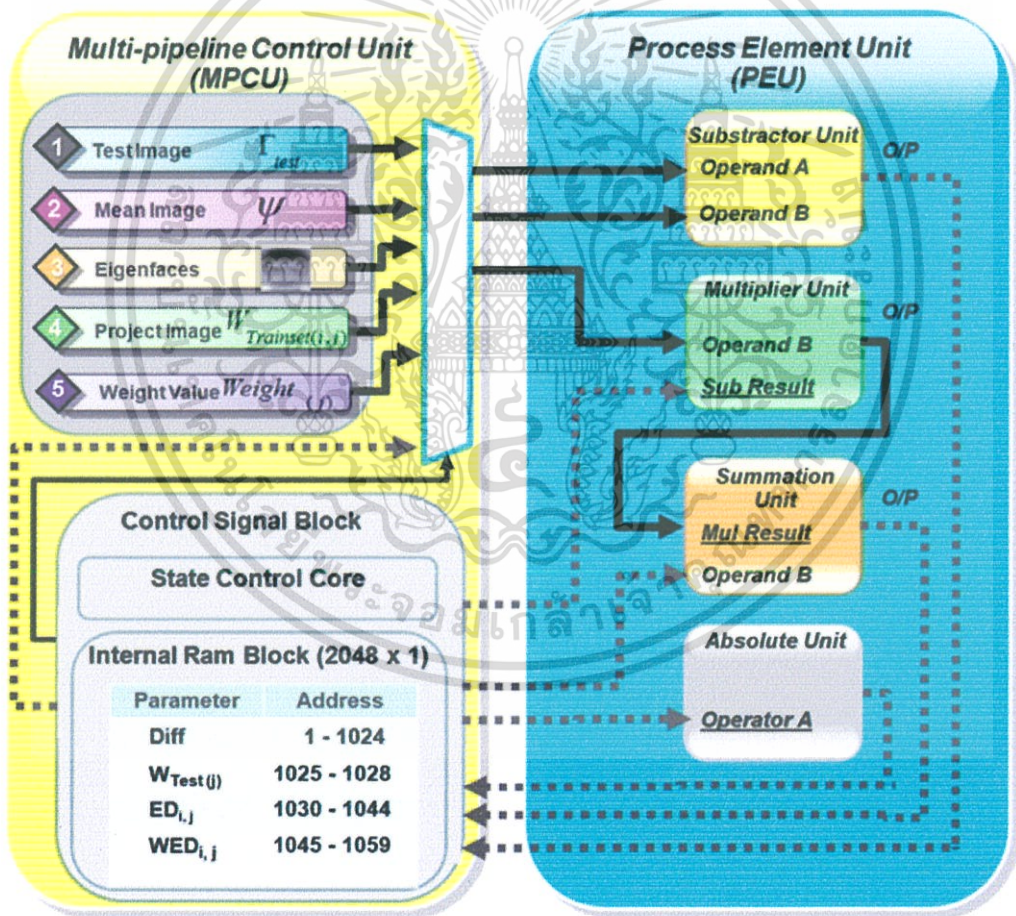 Multi-pipeline Control Unit
(MPCU)
1 Test Image Γtest
2 Mean Image ψ
3 Eigenfaces
4 Project Image WTrainset(i,j)
5 Weight Value Weight(j)
Control Signal Block
State Control Core
Internal Ram Block (2048 x 1)
Parameter Address
Diff 1 - 1024
WTest(j) 1025 - 1028
EDi, j 1030 - 1044
WEDi, j 1045 - 1059
Process Element Unit
(PEU)
Substractor Unit
O/P
Operand A
Operand B
Multiplier Unit
O/P
Operand B
Sub Result
Summation
Unit
O/P
Mul Result
Operand B
Absolute Unit
Operator A